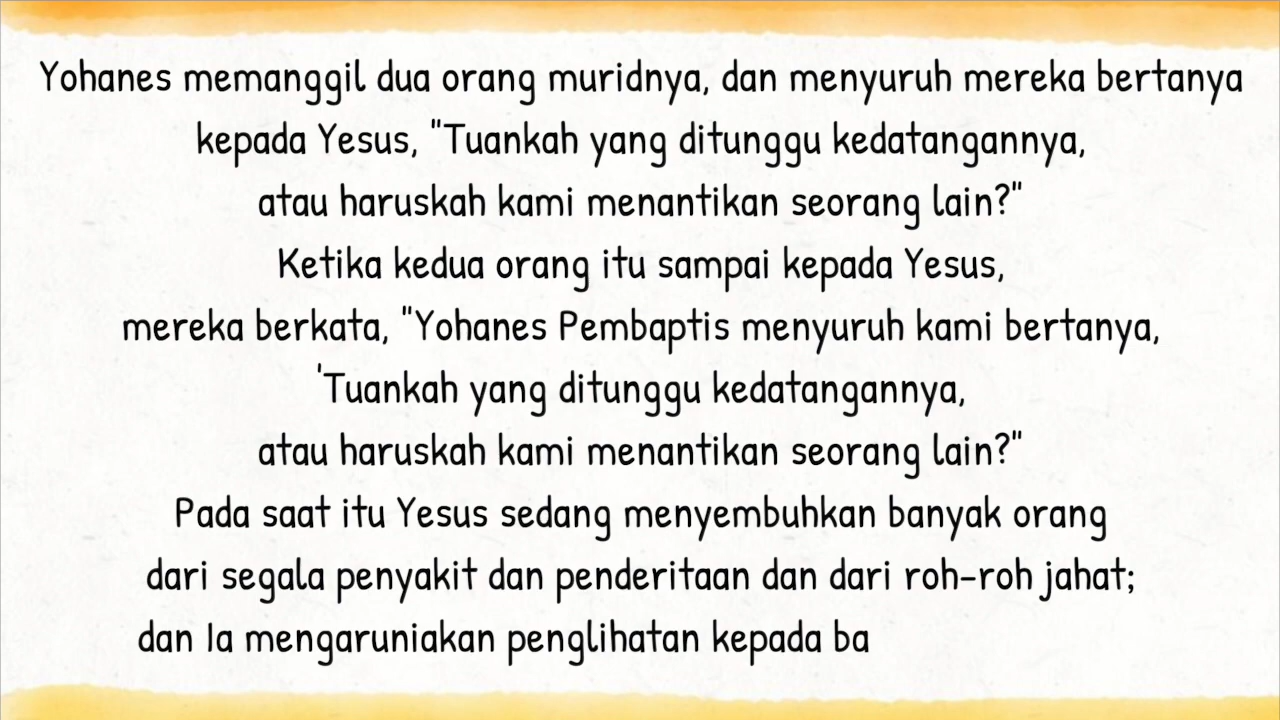 Yohanes memanggil dua orang muridnya, dan menyuruh mereka bertanya
kepada Yesus, "Tuankah yang ditunggu kedatangannya,
atau haruskah kami menantikan seorang lain?"
Ketika kedua orang itu sampai kepada Yesus,
mereka berkata, "Yohanes Pembaptis menyuruh kami bertanya,
'Tuankah yang ditunggu kedatangannya,
atau haruskah kami menantikan seorang lain?"
Pada saat itu Yesus sedang menyembuhkan banyak orang
dari segala penyakit dan penderitaan dan dari roh-roh jahat;
dan Ia mengaruniakan penglihatan kepada ba